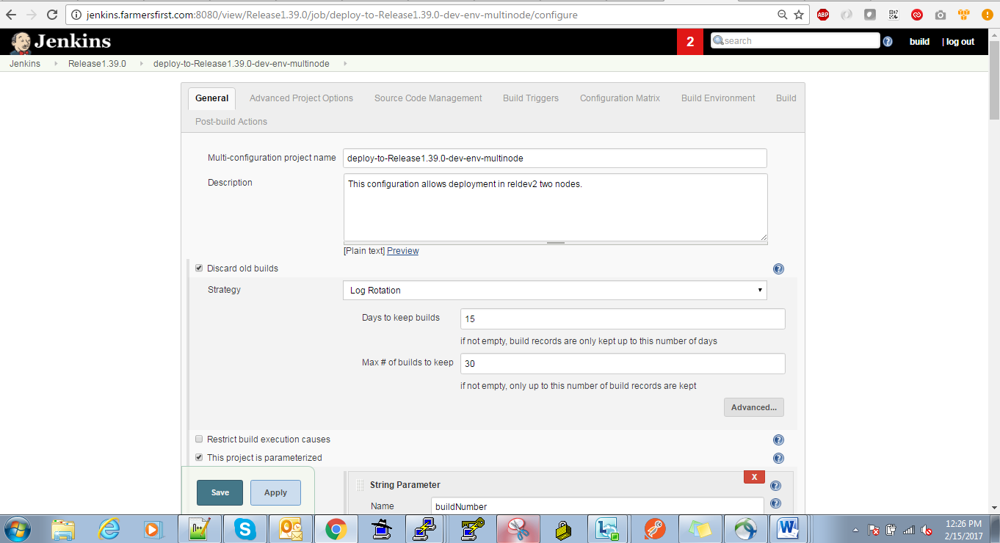 jenkins.farmersfirst.com:8080/view/Release1.39.0/job/deploy-to-Release1.39.0-dev-env-multinode/configure
ABP
Jenkins
2
search
build
| log out
Jenkins
Release1.39.0
deploy-to-Release1.39.0-dev-env-multinode
General
Advanced Project Options
Source Code Management
Build Triggers
Configuration Matrix
Build Environment
Build
Post-build Actions
Multi-configuration project name
deploy-to-Release1.39.0-dev-env-multinode
Description
This configuration allows deployment in reldev2 two nodes.
[Plain text] Preview
Discard old builds
Strategy
Log Rotation
Days to keep builds
15
if not empty, build records are only kept up to this number of days
Max # of builds to keep
30
if not empty, only up to this number of build records are kept
Advanced...
Restrict build execution causes
This project is parameterized
X
String Parameter
Save
Apply
Name
buildNumber
12:26 PM
2/15/2017